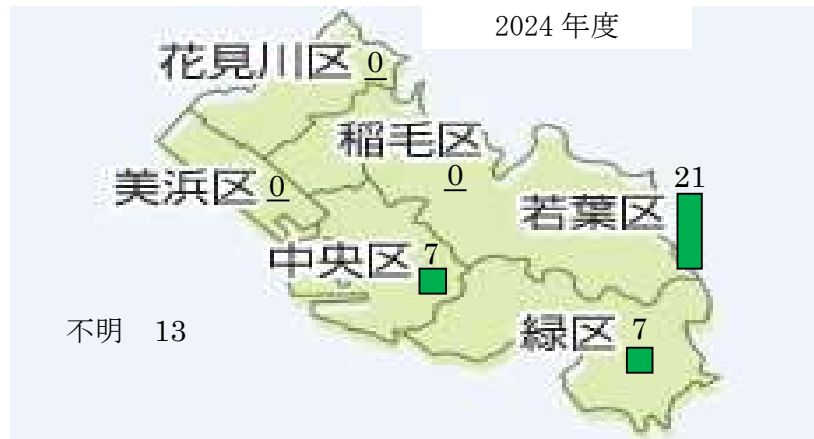 2024 年度
花見川区 0
稲毛区
0
美浜区 0
21
若葉区
中央区 7
不明 13
緑区 7